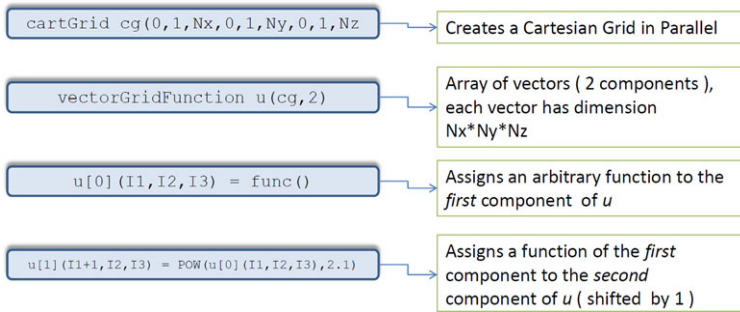 cartGrid cg(0,1,Nx,0,1,Ny,0,1,Nz
Creates a Cartesian Grid in Parallel
vectorGridFunction u(cg,2)
Array of vectors ( 2 components ),
each vector has dimension
Nx*Ny*Nz
u[0](I1,I2,I3) = func()
Assigns an arbitrary function to the
first component of u
u[1](I1+1,I2,I3) = POW(u[0](I1,I2,I3),2.1)
Assigns a function of the first
component to the second
component of u ( shifted by 1 )